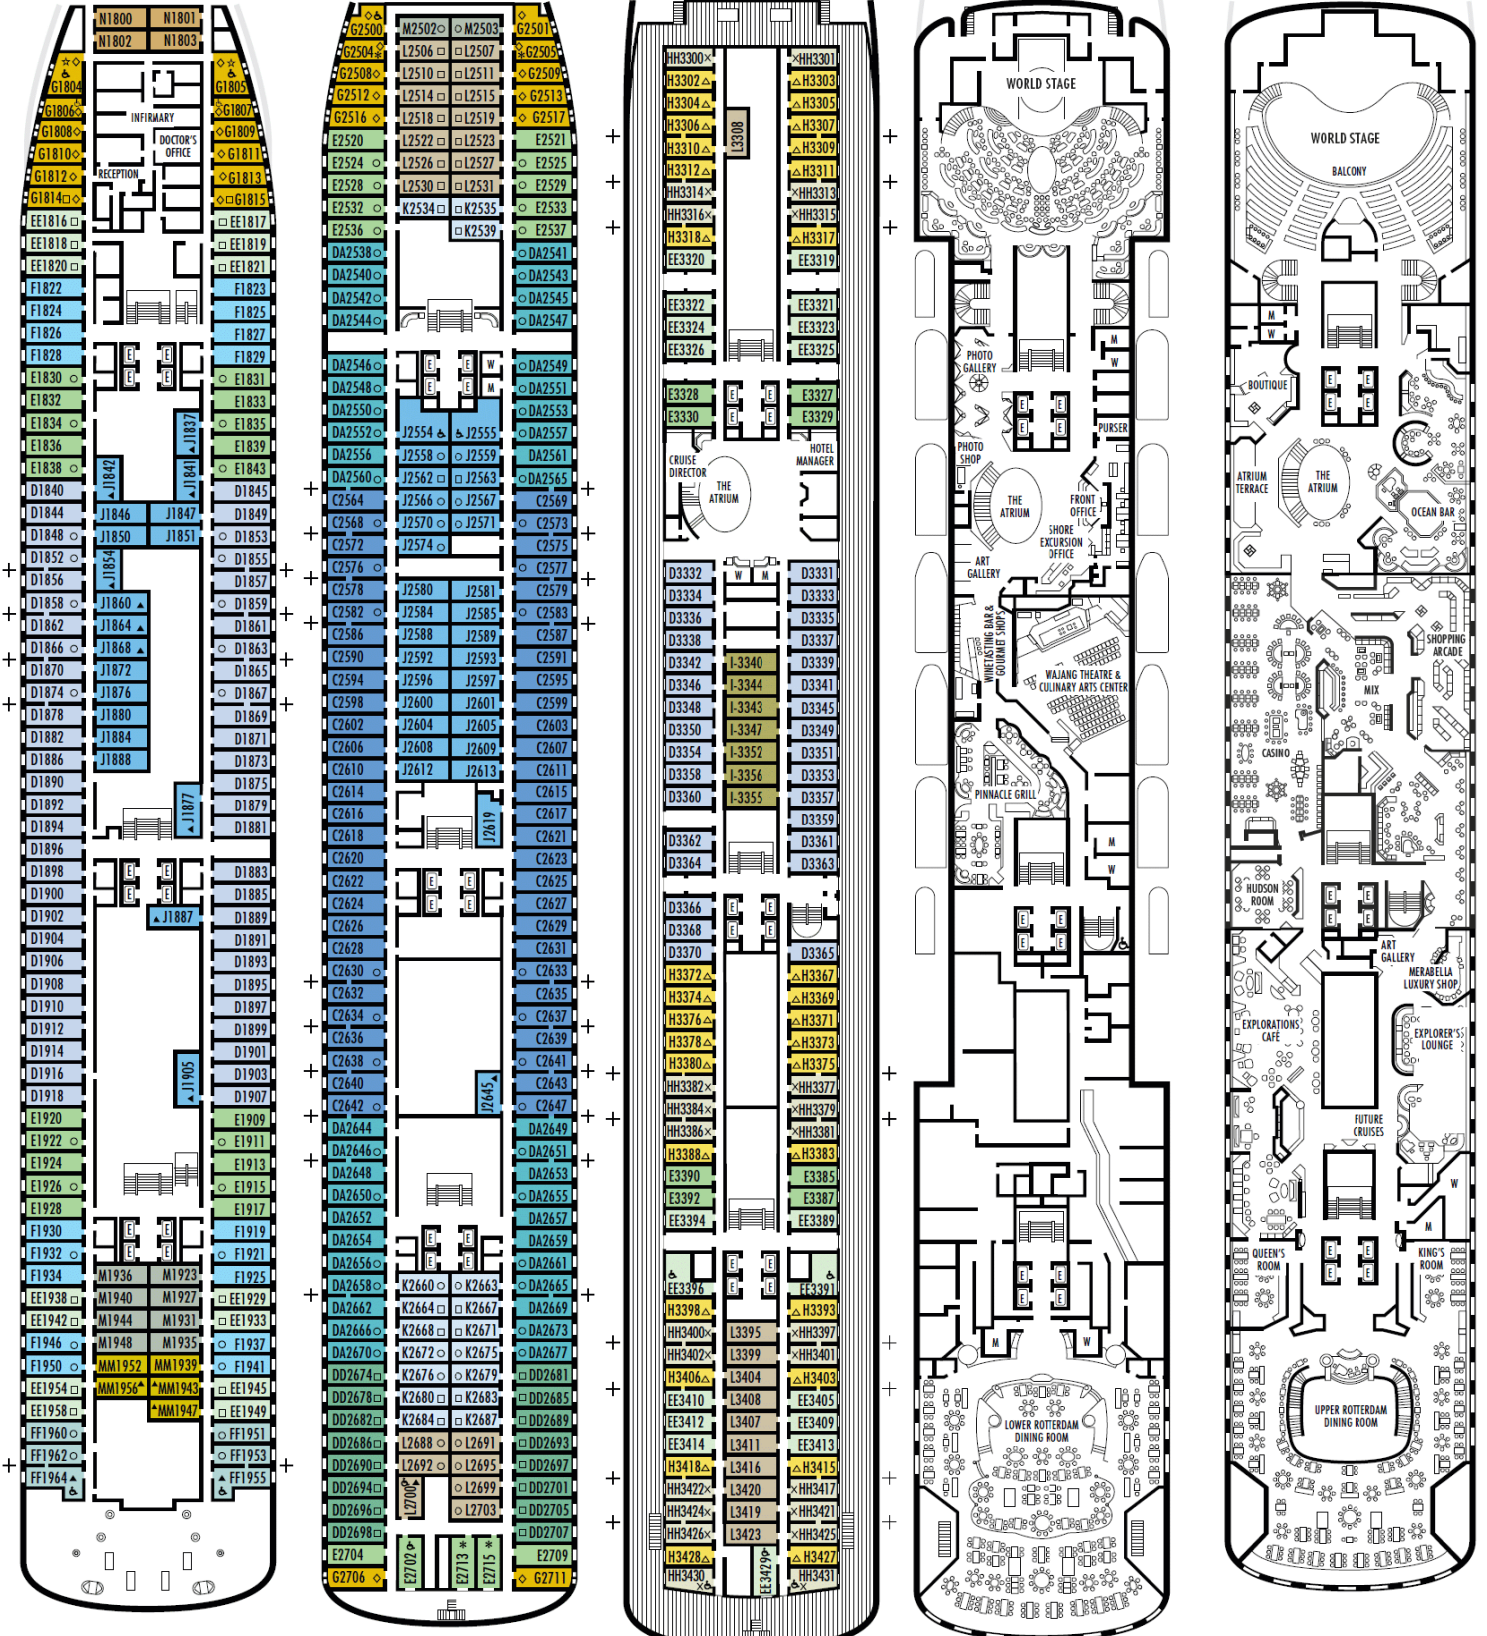 N1800 N1801
N1802 N1803
G1804 G1805
G1806 G1807
INFIRMARY
G1808 G1809
DOCTOR'S
OFFICE
G1810 G1811
RECEPTION
G1812 G1813
G1814 G1815
EE1816 EE1817
EE1818 EE1819
EE1820 EE1821
F1822 F1823
F1824 F1825
F1826 F1827
F1828 F1829
E E
E1830 E E E1831
E1832 E1833
E1834 J1837 E1835
E1836 E1839
E1838 J1842 J1841 E1843
D1840 D1845
D1844 J1846 J1847 D1849
D1848 J1850 J1851 D1853
D1852 J1854 D1855
D1856 D1857
D1858 J1860 D1859
D1862 J1864 D1861
D1866 J1868 D1863
D1870 J1872 D1865
D1874 J1876 D1867
D1878 J1880 D1869
D1882 J1884 D1871
D1886 J1888 D1873
D1890 D1875
D1892 J1877 D1879
D1894 D1881
D1896
D1898 E E D1883
D1900 E E D1885
D1902 J1887 D1889
D1904 D1891
D1906 D1893
D1908 D1895
D1910 D1897
D1912 D1899
D1914 D1901
D1916 J1905 D1903
D1918 D1907
E1920 E1909
E1922 E1911
E1924 E1913
E1926 E1915
E1928 E1917
F1930 E E F1919
F1932 E E F1921
F1934 M1936 M1923 F1925
EE1938 M1940 M1927 EE1929
EE1942 M1944 M1931 EE1933
F1946 M1948 M1935 F1937
F1950 MM1952 MM1939 F1941
EE1954 MM1956 MM1943 EE1945
EE1958 MM1947 EE1949
FF1960 FF1951
FF1962 FF1953
FF1964 FF1955
G2500 M2502 M2503 G2501
G2504 L2506 L2507 G2505
G2508 L2510 L2511 G2509
G2512 L2514 L2515 G2513
G2516 L2518 L2519 G2517
E2520 L2522 L2523 E2521
E2524 L2526 L2527 E2525
E2528 L2530 L2531 E2529
E2532 K2534 K2535 E2533
E2536 K2539 E2537
DA2538 DA2541
DA2540 DA2543
DA2542 DA2545
DA2544 DA2547
DA2546 E E W DA2549
DA2548 E E M DA2551
DA2550 DA2553
DA2552 J2554 J2555 DA2557
DA2556 J2558 J2559 DA2561
DA2560 J2562 J2563 DA2565
C2564 J2566 J2567 C2569
C2568 J2570 J2571 C2573
C2572 J2574 C2575
C2576 C2577
C2578 J2580 J2581 C2579
C2582 J2584 J2585 C2583
C2586 J2588 J2589 C2587
C2590 J2592 J2593 C2591
C2594 J2596 J2597 C2595
C2598 J2600 J2601 C2599
C2602 J2604 J2605 C2603
C2606 J2608 J2609 C2607
C2610 J2612 J2613 C2611
C2614 C2615
C2616 J2619 C2617
C2618 C2621
C2620 C2623
C2622 E E C2625
C2624 E E C2627
C2626 C2629
C2628 C2631
C2630 C2633
C2632 C2635
C2634 C2637
C2636 C2639
C2638 C2641
C2640 J2645 C2643
C2642 C2647
DA2644 DA2649
DA2646 DA2651
DA2648 DA2653
DA2650 DA2655
DA2652 DA2657
DA2654 E E DA2659
DA2656 E E DA2661
DA2658 K2660 K2663 DA2665
DA2662 K2664 K2667 DA2669
DA2666 K2668 K2671 DA2673
DA2670 K2672 K2675 DA2677
DD2674 K2676 K2679 DD2681
DD2678 K2680 K2683 DD2685
DD2682 K2684 K2687 DD2689
DD2686 L2688 L2691 DD2693
DD2690 L2692 L2695 DD2697
DD2694 L2700 L2699 DD2701
DD2696 L2703 DD2705
DD2698 DD2707
E2704 E2702 E2713 E2715 E2709
G2706 G2711
HH3300 HH3301
H3302 H3303
H3304 H3305
H3306 L3308 H3307
H3310 H3309
H3312 H3311
HH3314 HH3313
HH3316 HH3315
H3318 H3317
EE3320 EE3319
EE3322 EE3321
EE3324 EE3323
EE3326 EE3325
E3328 E E E3327
E3330 E E E3329
CRUISE
DIRECTOR
HOTEL
MANAGER
THE
ATRIUM
D3332 W M D3331
D3334 D3333
D3336 D3335
D3338 D3337
D3342 I-3340 D3339
D3346 I-3344 D3341
D3348 I-3343 D3345
D3350 I-3347 D3349
D3354 I-3352 D3351
D3358 I-3356 D3353
D3360 I-3355 D3357
D3359
D3362 D3361
D3364 D3363
D3366 E E
D3368 E E
D3370 D3365
H3372 H3367
H3374 H3369
H3376 H3371
H3378 H3373
H3380 H3375
HH3382 HH3377
HH3384 HH3379
HH3386 HH3381
H3388 H3383
E3390 E3385
E3392 E3387
EE3394 EE3389
E E
EE3396 E E EE3391
H3398 H3393
HH3400 L3395 HH3397
HH3402 L3399 HH3401
H3406 L3404 H3403
EE3410 L3408 EE3405
EE3412 L3407 EE3409
EE3414 L3411 EE3413
H3418 L3416 H3415
HH3422 L3420 HH3417
HH3424 L3419 HH3421
HH3426 L3423 HH3425
H3428 EE3429 H3427
HH3430 HH3431
WORLD STAGE
PHOTO
GALLERY
M
W
E E
E E
PURSER
PHOTO
SHOP
THE
ATRIUM
FRONT
OFFICE
SHORE
EXCURSION
OFFICE
ART
GALLERY
WINETASTING BAR &
GOURMET SHOPS
WAJANG THEATRE &
CULINARY ARTS CENTER
PINNACLE GRILL
M
W
E E
E E
E E
E E
M W
LOWER ROTTERDAM
DINING ROOM
WORLD STAGE
BALCONY
M
W
BOUTIQUE
E E
E E
ATRIUM
TERRACE
THE
ATRIUM
OCEAN BAR
SHOPPING
ARCADE
MIX
CASINO
HUDSON
ROOM
E E
E E
ART
GALLERY
MERABELLA
LUXURY SHOP
EXPLORATIONS
CAFÉ
EXPLORER'S
LOUNGE
FUTURE
CRUISES
W
M
QUEEN'S
ROOM
E E
E E
KING'S
ROOM
UPPER ROTTERDAM
DINING ROOM